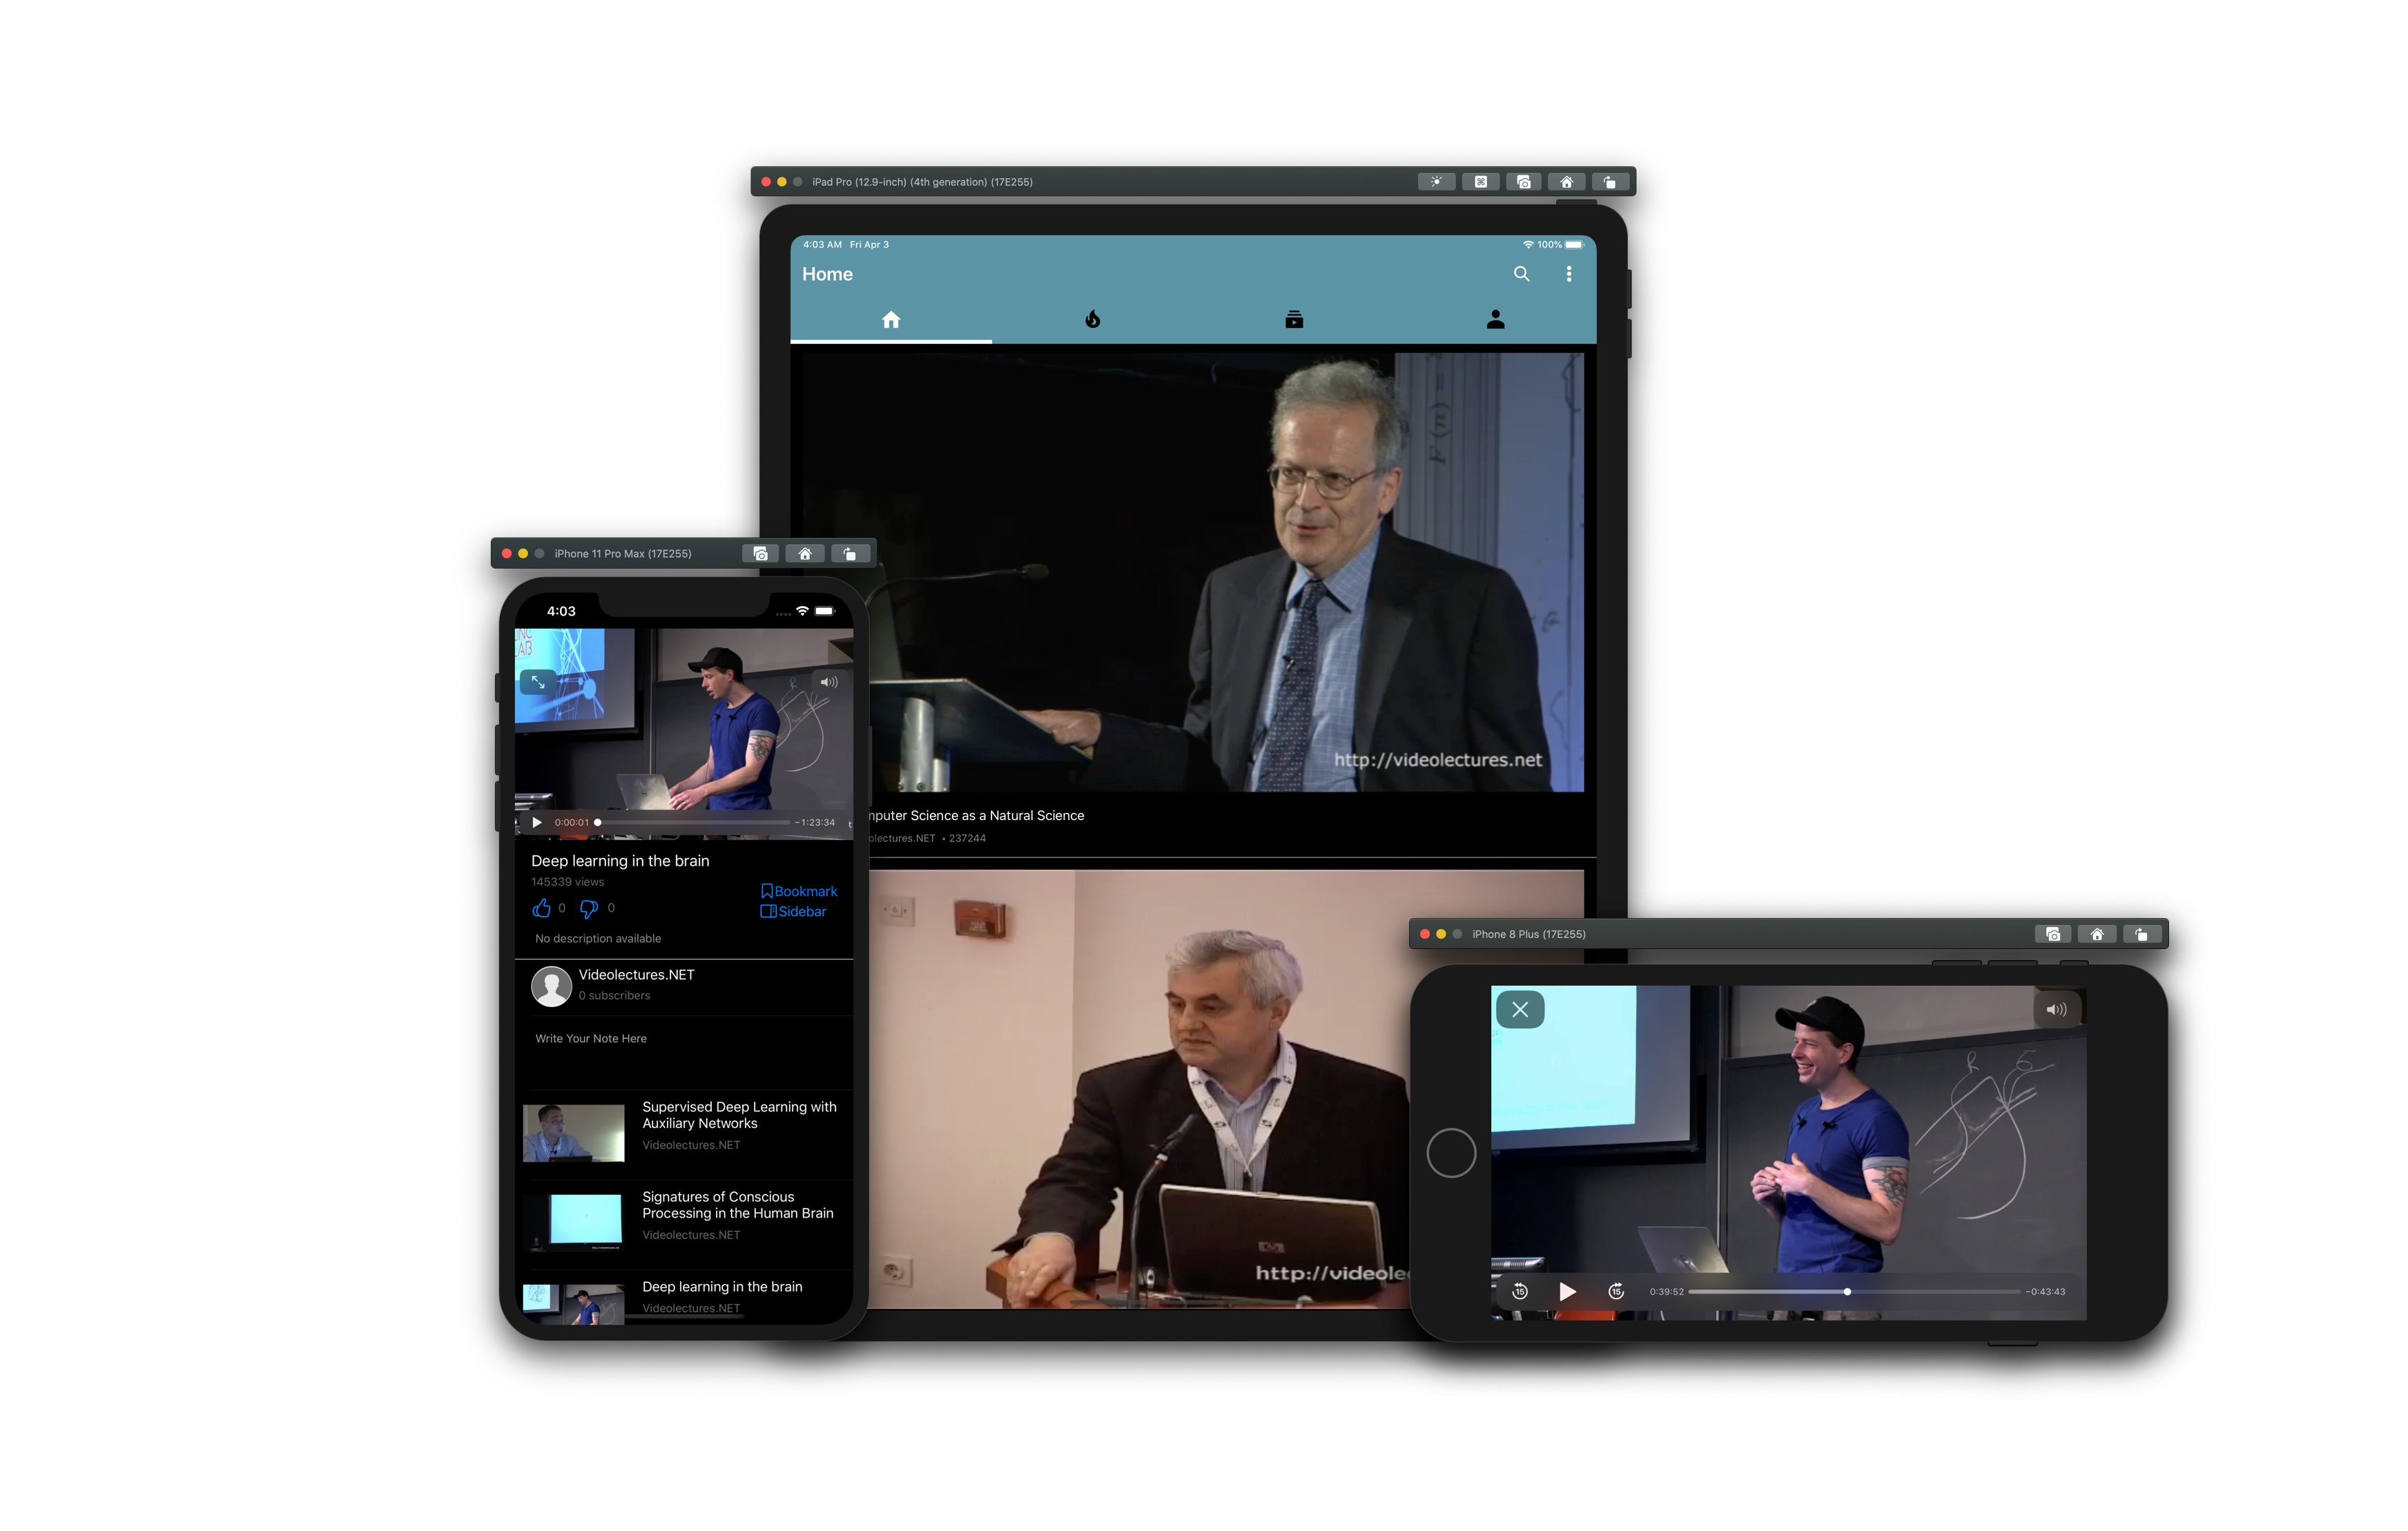 iPad Pro (12.9-inch) (4th generation) (17E255)
4:03 AM Fri Apr 3
100%
Home
http://videolectures.net
Computer Science as a Natural Science
olectures.NET • 237244
http://videole
iPhone 11 Pro Max (17E255)
4:03
LAB
R
0:00:01
-1:23:34
Deep learning in the brain
145339 views
Bookmark
0
0
Sidebar
No description available
Videolectures.NET
0 subscribers
Write Your Note Here
Supervised Deep Learning with
Auxiliary Networks
Videolectures.NET
Signatures of Conscious
Processing in the Human Brain
Videolectures.NET
Deep learning in the brain
Videolectures.NET
iPhone 8 Plus (17E255)
R
15
15
0:39:52
-0:43:43